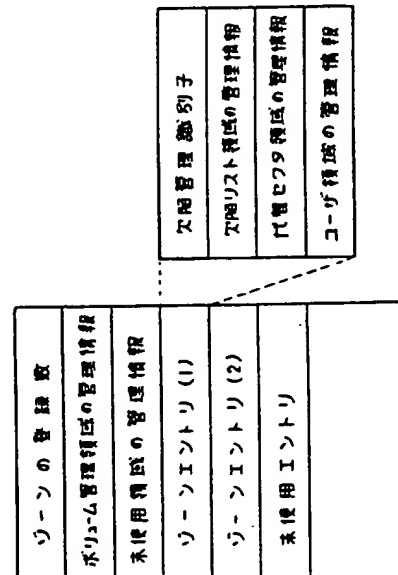 ゾーンの登録数
ボリューム管理領域の管理情報
未使用領域の管理情報
ゾーンエントリ(1)
ゾーンエントリ(2)
未使用エントリ
欠陥管理識別子
欠陥リスト領域の管理情報
代替セクタ領域の管理情報
ユーザ領域の管理情報